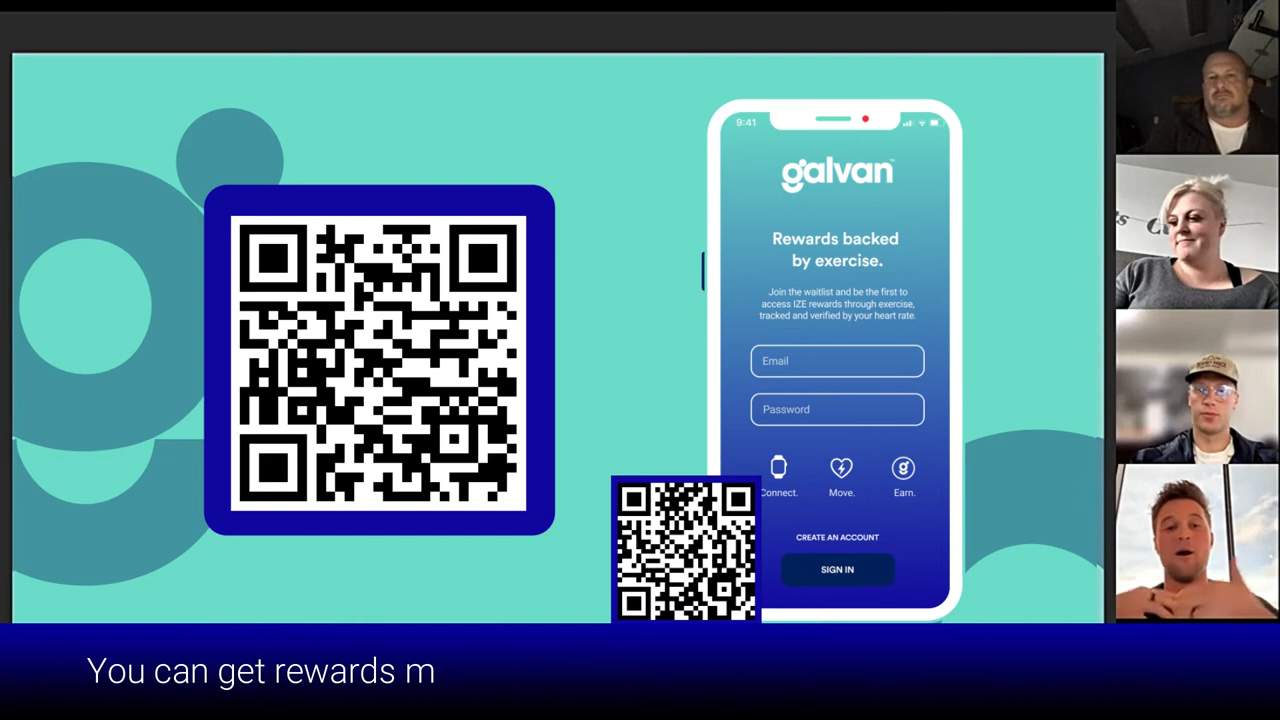 9:41
galvan™
Rewards backed
by exercise.
Join the waitlist and be the first to
access IZE rewards through exercise,
tracked and verified by your heart rate.
Email
Password
Connect.
Move.
Earn.
CREATE AN ACCOUNT
SIGN IN
You can get rewards m